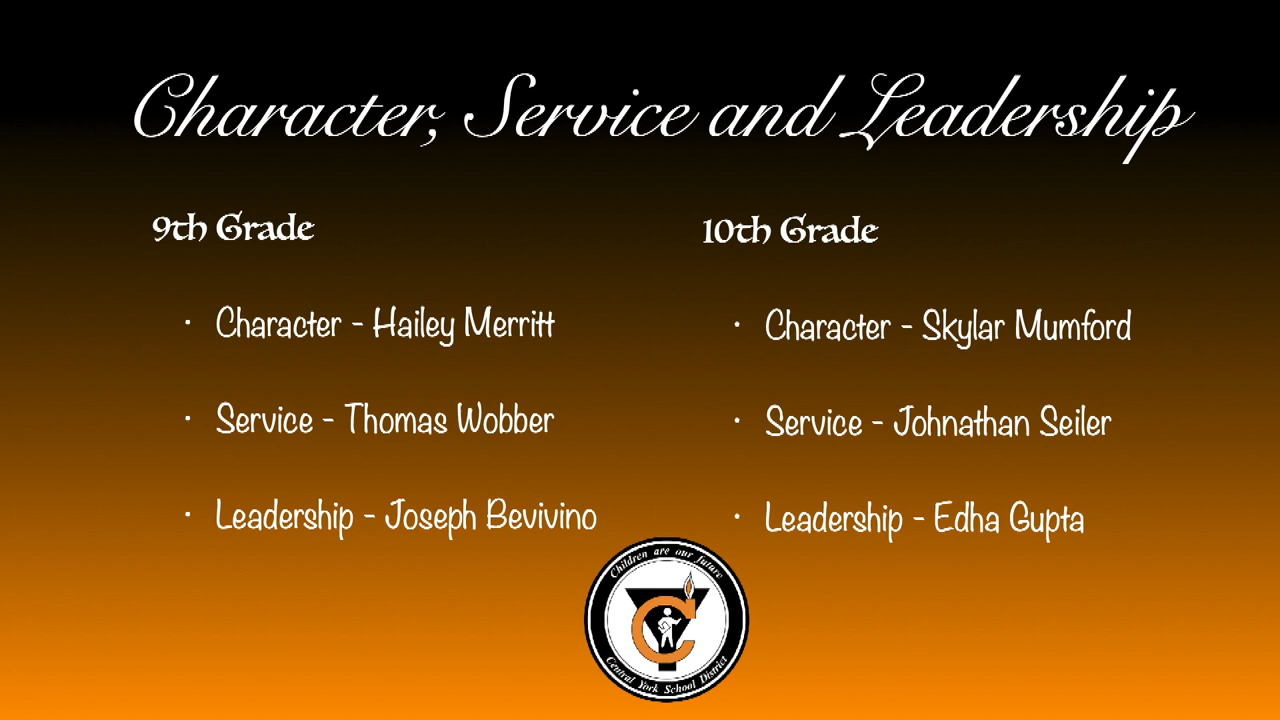 Character, Service and Leadership
9th Grade
· Character - Hailey Merritt
· Service - Thomas Wobber
· Leadership - Joseph Bevivino
10th Grade
· Character - Skylar Mumford
· Service - Johnathan Seiler
· Leadership - Edha Gupta
Children are our future
YC
Central York School District